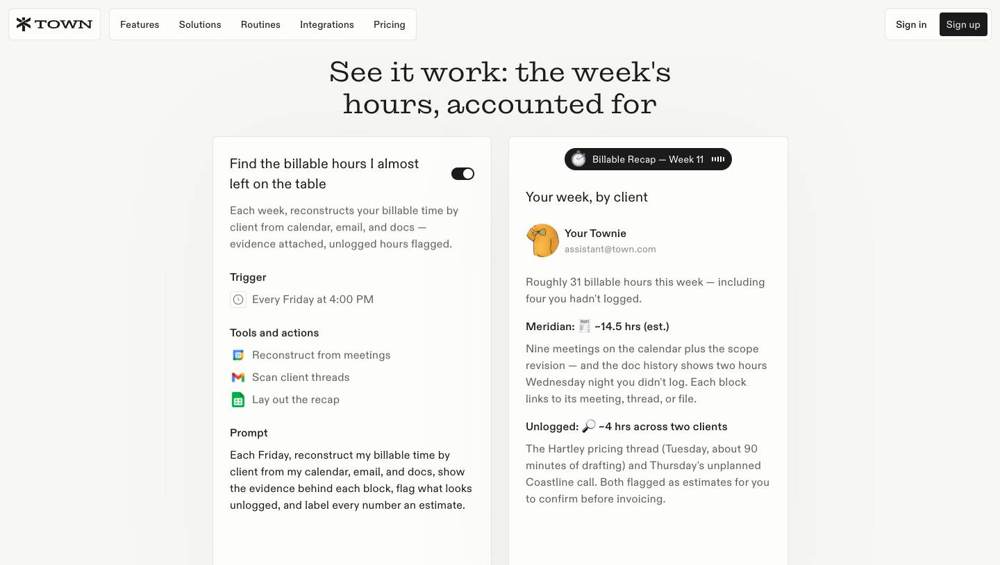 TOWN
Features
Solutions
Routines
Integrations
Pricing
Sign in
Sign up
See it work: the week's
hours, accounted for
Find the billable hours I almost
left on the table
Each week, reconstructs your billable time by
client from calendar, email, and docs —
evidence attached, unlogged hours flagged.
Trigger
Every Friday at 4:00 PM
Tools and actions
Reconstruct from meetings
Scan client threads
Lay out the recap
Prompt
Each Friday, reconstruct my billable time by
client from my calendar, email, and docs, show
the evidence behind each block, flag what looks
unlogged, and label every number an estimate.
Billable Recap — Week 11
Your week, by client
Your Townie
assistant@town.com
Roughly 31 billable hours this week — including
four you hadn't logged.
Meridian: ~14.5 hrs (est.)
Nine meetings on the calendar plus the scope
revision — and the doc history shows two hours
Wednesday night you didn't log. Each block
links to its meeting, thread, or file.
Unlogged: ~4 hrs across two clients
The Hartley pricing thread (Tuesday, about 90
minutes of drafting) and Thursday's unplanned
Coastline call. Both flagged as estimates for you
to confirm before invoicing.